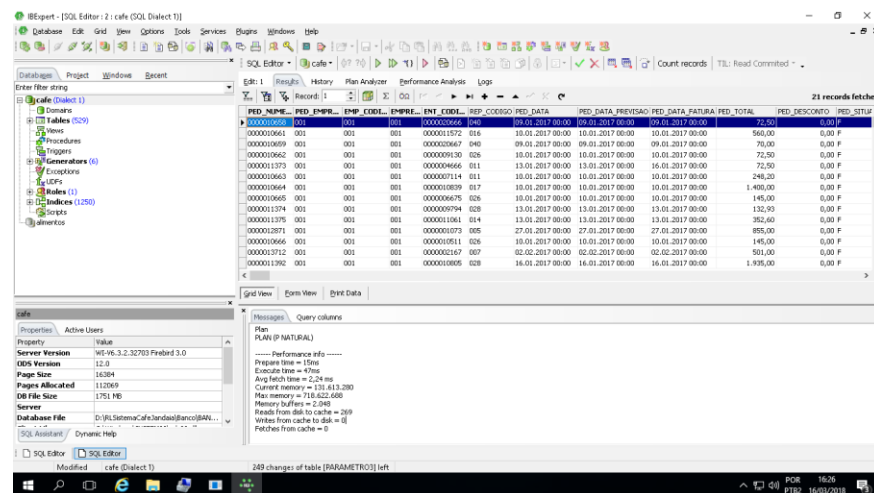 IBExpert - [SQL Editor : 2 : cafe (SQL Dialect 1)]
Database Edit Grid View Options Tools Services Plugins Windows Help
SQL Editor cafe Count records TIL: Read Commited
Databases Project Windows Recent
Enter filter string
cafe (Dialect 1)
Domains
Tables (529)
Views
Procedures
Triggers
Generators (6)
Exceptions
UDFs
Roles (1)
Indices (1250)
Scripts
alimentos
Edit: 1 Results History Plan Analyzer Performance Analysis Logs
Record: 1 21 records fetche
PED_NUME... PED_EMPR... EMP_CODI... EMPRE... ENT_CODI... REP_CODIGO PED_DATA PED_DATA_PREVISAO PED_DATA_FATURA PED_TOTAL PED_DESCONTO PED_SITUA
0000010658 001 001 001 0000020666 040 09.01.2017 00:00 09.01.2017 00:00 09.01.2017 00:00 72,50 0,00 F
0000010661 001 001 001 0000011572 016 10.01.2017 00:00 10.01.2017 00:00 10.01.2017 00:00 560,00 0,00 F
0000010659 001 001 001 0000020667 040 09.01.2017 00:00 09.01.2017 00:00 09.01.2017 00:00 70,00 0,00 F
0000010662 001 001 001 0000009130 026 10.01.2017 00:00 10.01.2017 00:00 10.01.2017 00:00 72,50 0,00 F
0000011373 001 001 001 0000004666 011 13.01.2017 00:00 13.01.2017 00:00 16.01.2017 00:00 72,50 0,00 F
0000010663 001 001 001 0000007114 011 10.01.2017 00:00 10.01.2017 00:00 10.01.2017 00:00 248,20 0,00 F
0000010664 001 001 001 0000010839 017 10.01.2017 00:00 10.01.2017 00:00 10.01.2017 00:00 1.400,00 0,00 F
0000010665 001 001 001 0000006675 026 10.01.2017 00:00 10.01.2017 00:00 10.01.2017 00:00 145,00 0,00 F
0000011374 001 001 001 0000009794 028 13.01.2017 00:00 13.01.2017 00:00 13.01.2017 00:00 132,93 0,00 F
0000011375 001 001 001 0000011061 014 13.01.2017 00:00 13.01.2017 00:00 13.01.2017 00:00 352,60 0,00 F
0000012871 001 001 001 0000001073 005 27.01.2017 00:00 27.01.2017 00:00 27.01.2017 00:00 855,00 0,00 F
0000010666 001 001 001 0000010511 026 10.01.2017 00:00 10.01.2017 00:00 10.01.2017 00:00 145,00 0,00 F
0000013712 001 001 001 0000002167 007 02.02.2017 00:00 02.02.2017 00:00 02.02.2017 00:00 501,00 0,00 F
0000011392 001 001 001 0000010805 028 16.01.2017 00:00 16.01.2017 00:00 16.01.2017 00:00 1.935,00 0,00 F
Grid View Form View Print Data
cafe
Properties Active Users
Property Value
Server Version WI-V6.3.2.32703 Firebird 3.0
ODS Version 12.0
Page Size 16384
Pages Allocated 112069
DB File Size 1751 MB
Server
Database File D:\RLSistemaCafeJandaia\Banco\BAN...
SQL Assistant Dynamic Help
Messages Query columns
Plan
PLAN (P NATURAL)
------ Performance info ------
Prepare time = 15ms
Execute time = 47ms
Avg fetch time = 2,24 ms
Current memory = 131.613.280
Max memory = 718.622.688
Memory buffers = 2.048
Reads from disk to cache = 269
Writes from cache to disk = 0
Fetches from cache = 0
SQL Editor SQL Editor
Modified cafe (Dialect 1) 249 changes of table [PARAMETRO3] left
POR 16:26
PTB2 16/03/2018